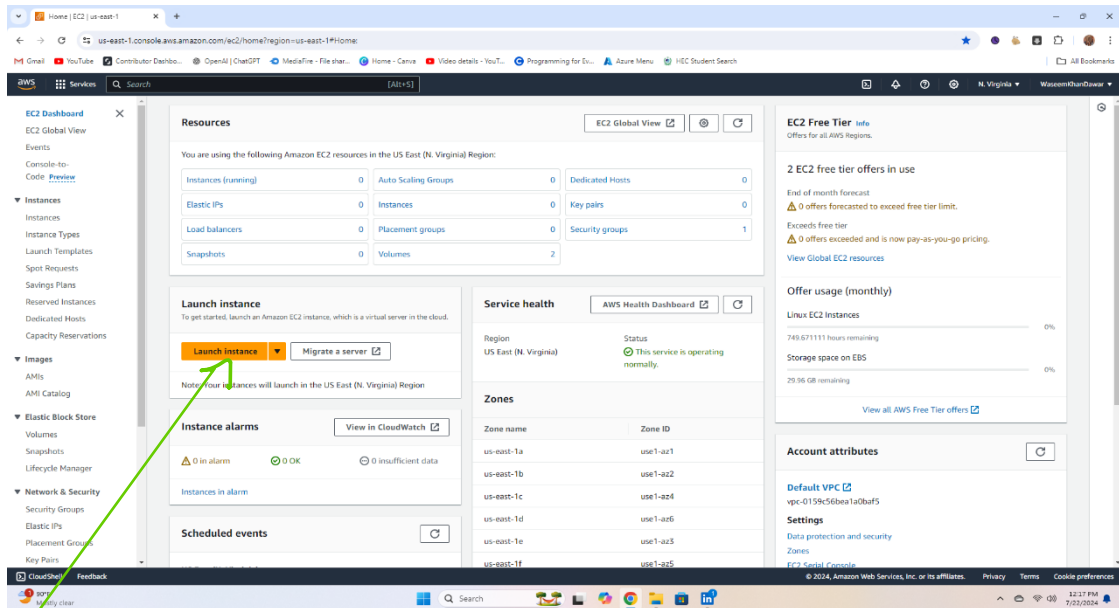 Home | EC2 | us-east-1
us-east-1.console.aws.amazon.com/ec2/home?region=us-east-1#Home:
Gmail YouTube Contributor Dashbo... OpenAI | ChatGPT MediaFire - File shar... Home - Canva Video details - YouT... Programming for Ev... Azure Menu HEC Student Search All Bookmarks
aws Services Search [Alt+S] N. Virginia WaseemKhanDawar
EC2 Dashboard
EC2 Global View
Events
Console-to-
Code Preview
Instances
Instances
Instance Types
Launch Templates
Spot Requests
Savings Plans
Reserved Instances
Dedicated Hosts
Capacity Reservations
Images
AMIs
AMI Catalog
Elastic Block Store
Volumes
Snapshots
Lifecycle Manager
Network & Security
Security Groups
Elastic IPs
Placement Groups
Key Pairs
Resources
EC2 Global View
You are using the following Amazon EC2 resources in the US East (N. Virginia) Region:
Instances (running) 0 Auto Scaling Groups 0 Dedicated Hosts 0
Elastic IPs 0 Instances 0 Key pairs 0
Load balancers 0 Placement groups 0 Security groups 1
Snapshots 0 Volumes 2
Launch instance
To get started, launch an Amazon EC2 instance, which is a virtual server in the cloud.
Launch instance Migrate a server
Note: Your instances will launch in the US East (N. Virginia) Region
Instance alarms
View in CloudWatch
0 in alarm 0 OK 0 insufficient data
Instances in alarm
Scheduled events
Service health
AWS Health Dashboard
Region Status
US East (N. Virginia) This service is operating
normally.
Zones
Zone name Zone ID
us-east-1a use1-az1
us-east-1b use1-az2
us-east-1c use1-az4
us-east-1d use1-az6
us-east-1e use1-az3
us-east-1f use1-az5
EC2 Free Tier Info
Offers for all AWS Regions.
2 EC2 free tier offers in use
End of month forecast
0 offers forecasted to exceed free tier limit.
Exceeds free tier
0 offers exceeded and is now pay-as-you-go pricing.
View Global EC2 resources
Offer usage (monthly)
Linux EC2 Instances
0%
749.671111 hours remaining
Storage space on EBS
0%
29.96 GB remaining
View all AWS Free Tier offers
Account attributes
Default VPC
vpc-0159c56bea1a0baf5
Settings
Data protection and security
Zones
EC2 Serial Console
CloudShell Feedback © 2024, Amazon Web Services, Inc. or its affiliates. Privacy Terms Cookie preferences
90°F
Mostly clear
Search
12:17 PM
7/22/2024